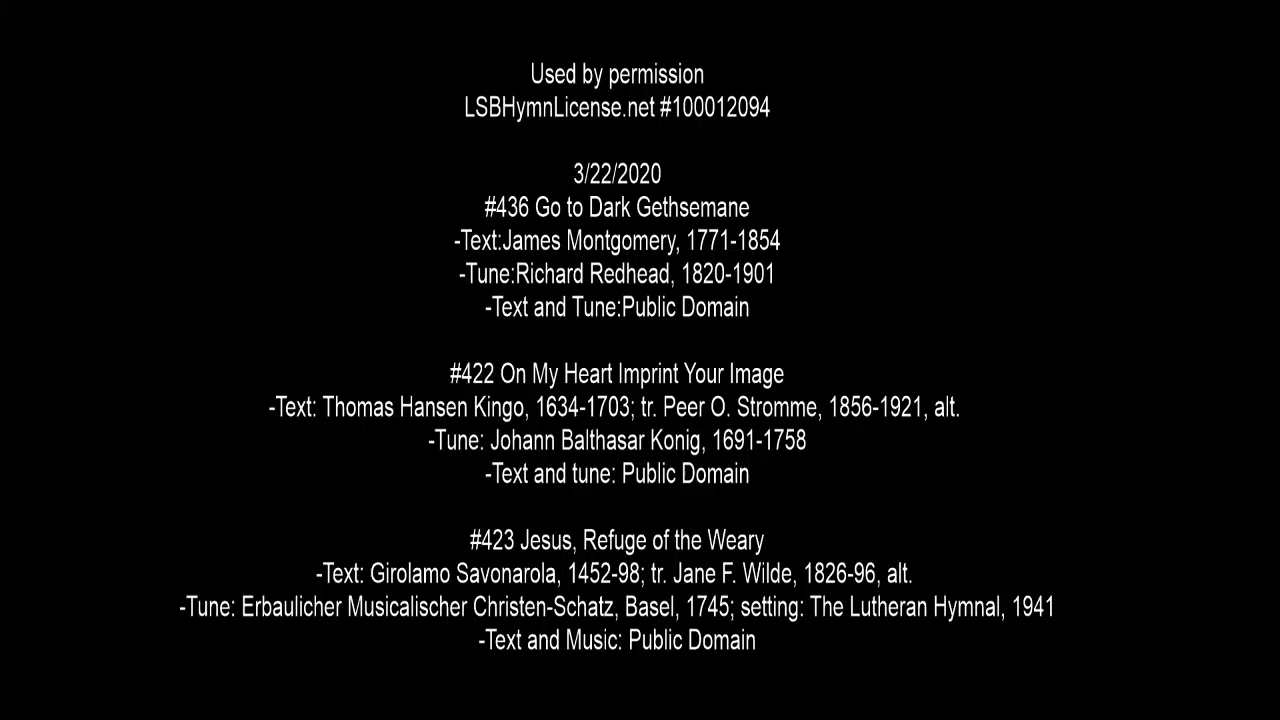 Used by permission
LSBHymnLicense.net #100012094
3/22/2020
#436 Go to Dark Gethsemane
-Text:James Montgomery, 1771-1854
-Tune:Richard Redhead, 1820-1901
-Text and Tune:Public Domain
#422 On My Heart Imprint Your Image
-Text: Thomas Hansen Kingo, 1634-1703; tr. Peer O. Stromme, 1856-1921, alt.
-Tune: Johann Balthasar Konig, 1691-1758
-Text and tune: Public Domain
#423 Jesus, Refuge of the Weary
-Text: Girolamo Savonarola, 1452-98; tr. Jane F. Wilde, 1826-96, alt.
-Tune: Erbaulicher Musicalischer Christen-Schatz, Basel, 1745; setting: The Lutheran Hymnal, 1941
-Text and Music: Public Domain